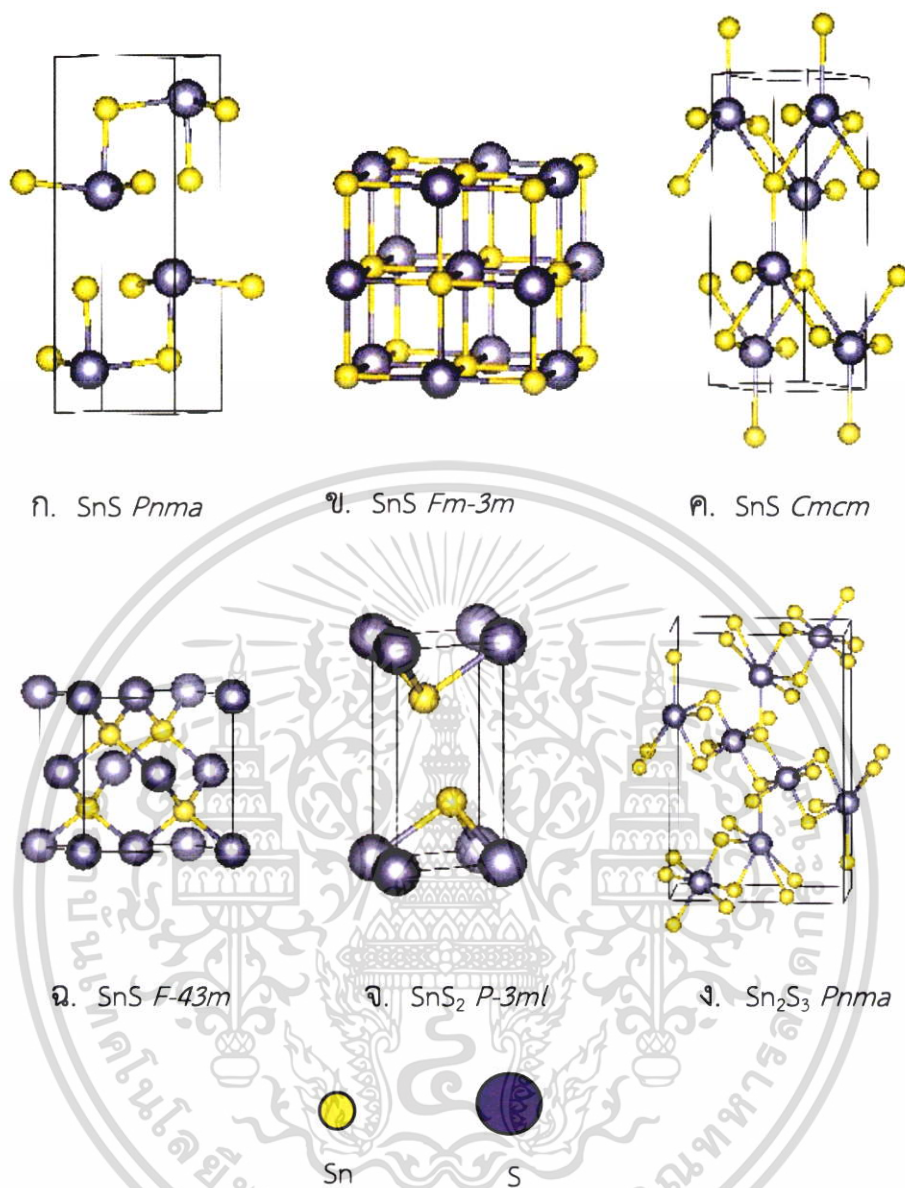 ก. SnS Pnma ข. SnS Fm-3m ค. SnS Cmcm
ฉ. SnS F-43m จ. SnS₂ P-3ml ง. Sn₂S₃ Pnma
Sn S